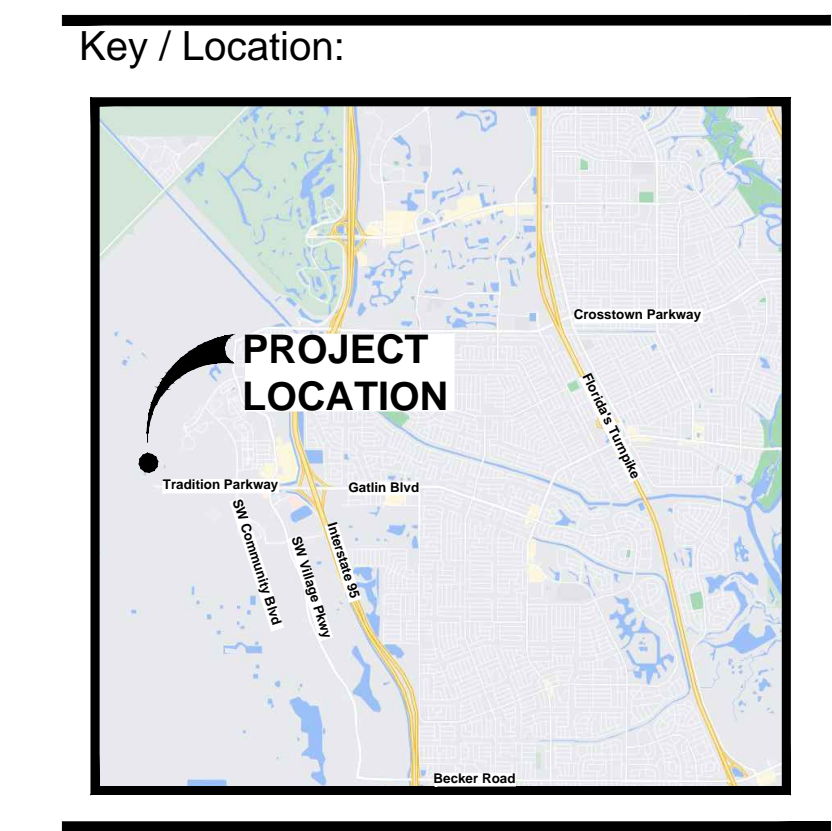 Key / Location:
Crosstown Parkway
PROJECT
LOCATION
Florida's Turnpike
Tradition Parkway
Gatlin Blvd
SW Community Blvd
SW Village Pkwy
Interstate 95
Becker Road